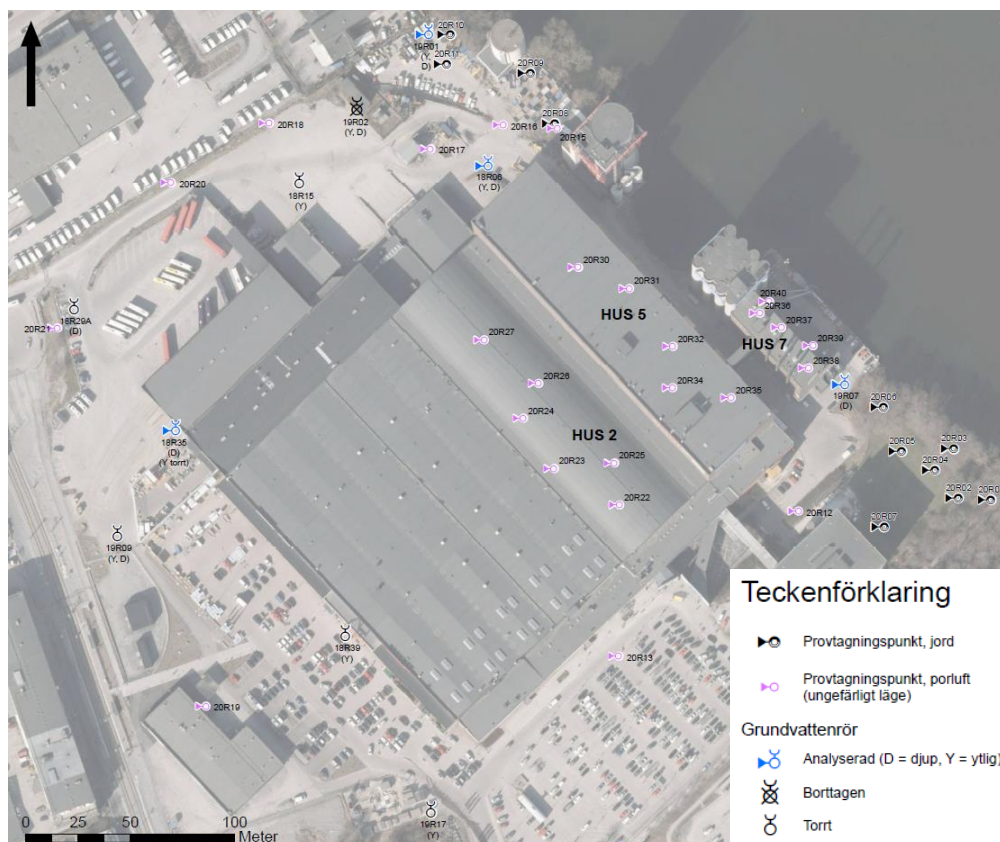 20R10
19R01
(Y,
D)
20R11
20R09
19R02
(Y, D)
20R18
20R16
20R08
20R15
20R17
18R06
(Y, D)
20R20
18R15
(Y)
20R30
20R31
HUS 5
20R40
20R36
20R37
HUS 7
20R39
20R38
18R29A
(D)
20R21
20R27
20R32
20R26
20R34
20R35
19R07
(D)
20R06
20R24
18R35
(D)
(Y torrt)
HUS 2
20R05
20R03
20R04
20R23
20R25
20R02
20R0
20R22
20R12
20R07
19R09
(Y, D)
18R39
(Y)
20R13
20R19
19R17
(Y)
0 25 50 100
Meter
Teckenförklaring
Provtagningspunkt, jord
Provtagningspunkt, porluft
(ungefärligt läge)
Grundvattenrör
Analyserad (D = djup, Y = ytlig)
Borttagen
Torrt